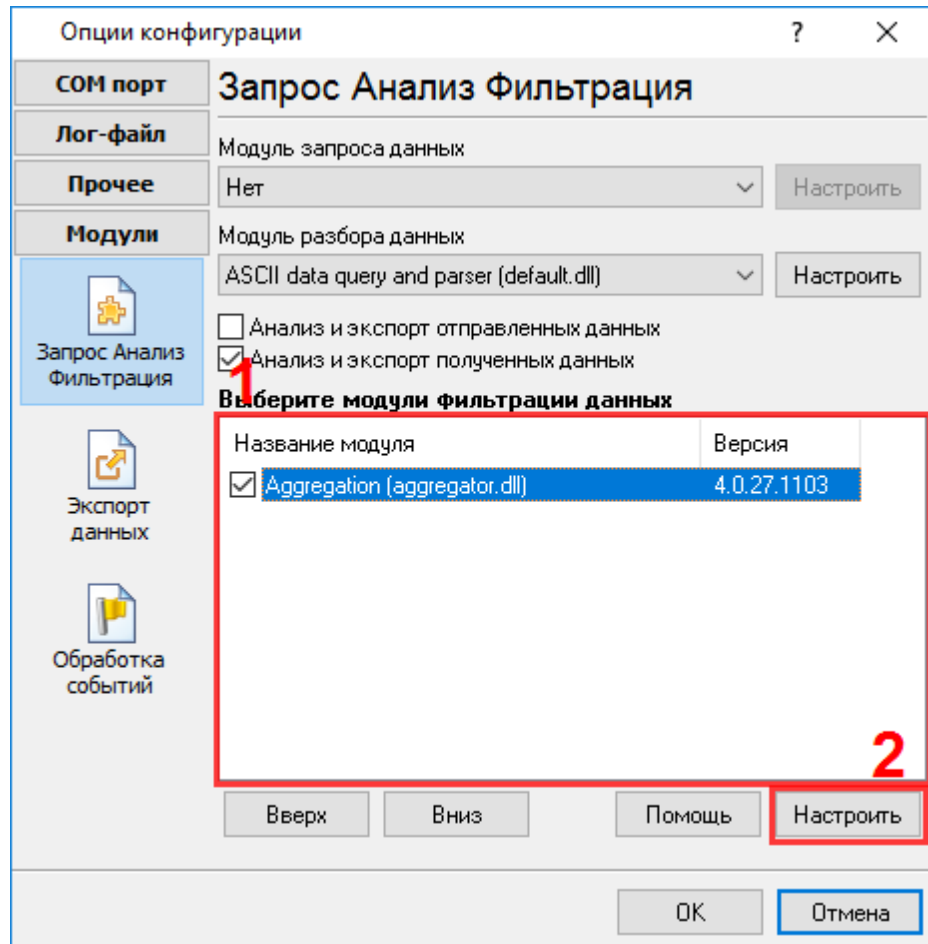 Опции конфигурации
?
COM порт
Лог-файл
Прочее
Модули
Запрос Анализ
Фильтрация
Экспорт
данных
Обработка
событий
Запрос Анализ Фильтрация
Модуль запроса данных
Нет
Настроить
Модуль разбора данных
ASCII data query and parser (default.dll)
Настроить
Анализ и экспорт отправленных данных
Анализ и экспорт полученных данных
1
Выберите модули фильтрации данных
Название модуля Версия
Aggregation (aggregator.dll) 4.0.27.1103
2
Вверх Вниз Помощь Настроить
OK Отмена